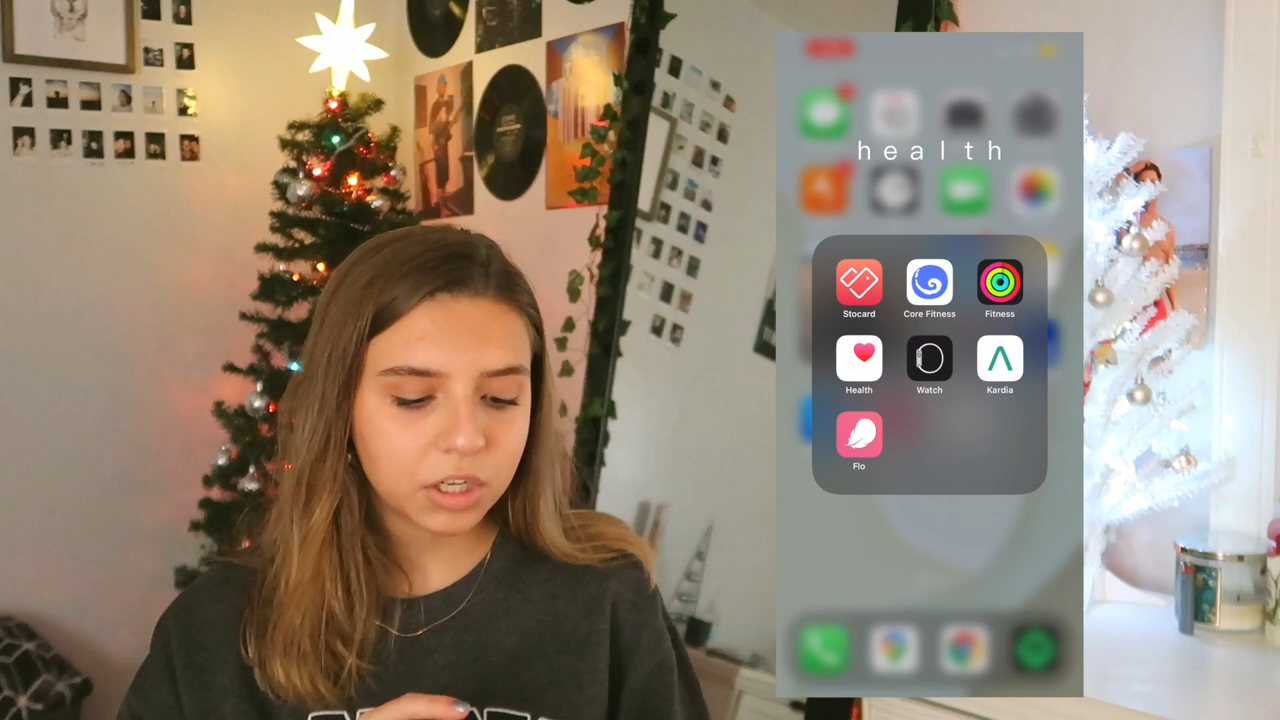 health
Stocard
Core Fitness
Fitness
Health
Watch
Kardia
Flo